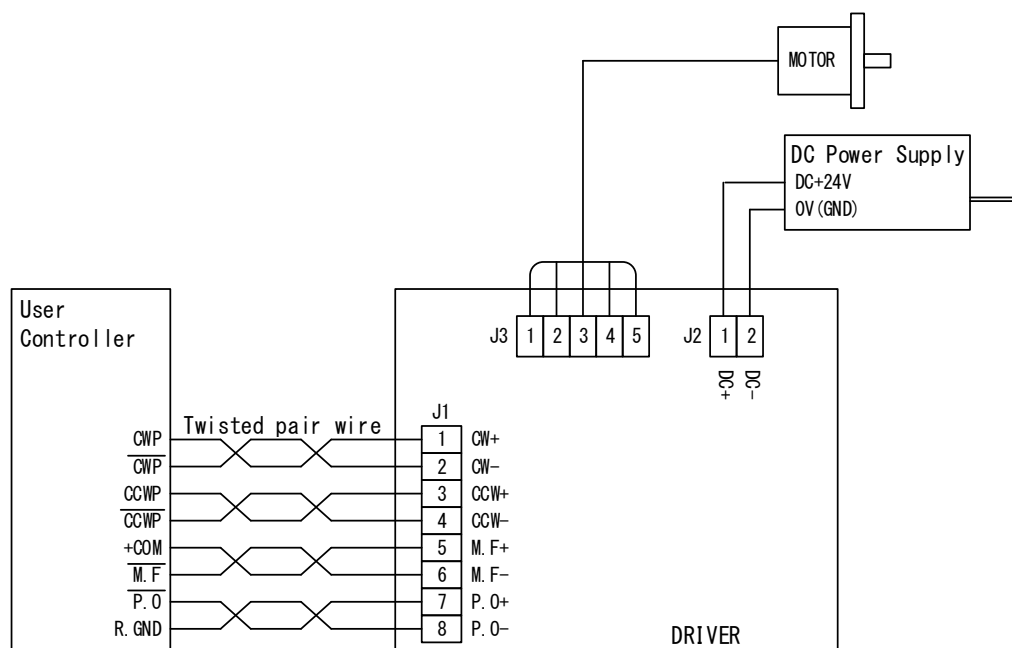 MOTOR
DC Power Supply
DC+24V
0V(GND)
User
Controller
J3 1 2 3 4 5
J2 1 2
DC+ DC-
Twisted pair wire
J1
CWP 1 CW+
C̅W̅P̅ 2 CW-
CCWP 3 CCW+
C̅C̅W̅P̅ 4 CCW-
+COM 5 M.F+
M̅.̅F̅ 6 M.F-
P̅.̅O̅ 7 P.O+
R.GND 8 P.O-
DRIVER